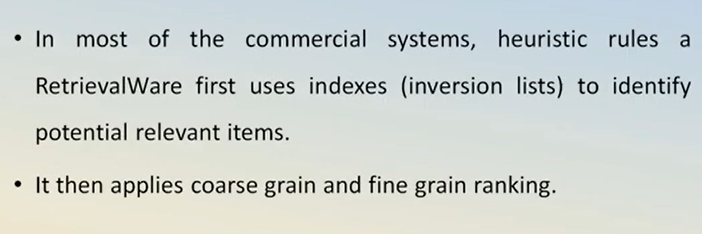 • In most of the commercial systems, heuristic rules a
RetrievalWare first uses indexes (inversion lists) to identify
potential relevant items.
• It then applies coarse grain and fine grain ranking.